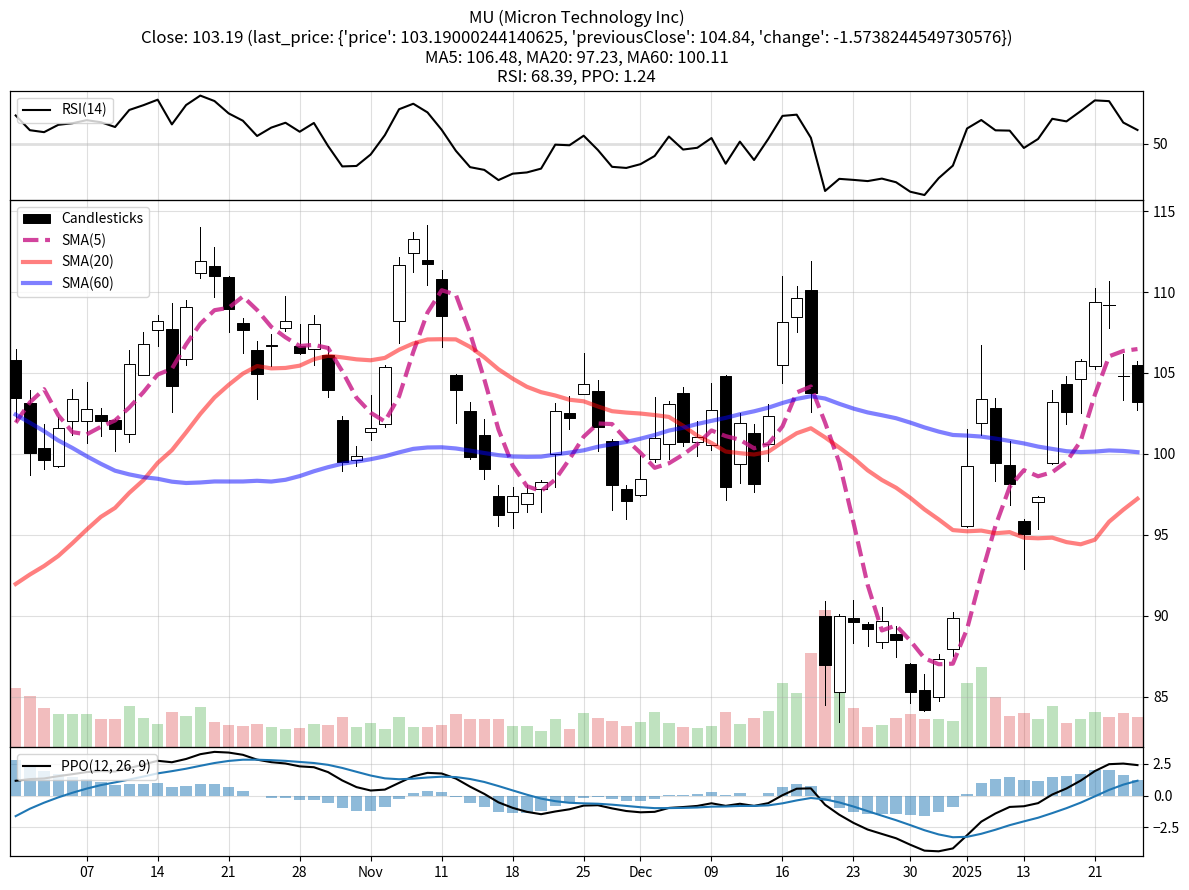 MU (Micron Technology Inc)
Close: 103.19 (last_price: {'price': 103.19000244140625, 'previousClose': 104.84, 'change': -1.5738244549730576})
MA5: 106.48, MA20: 97.23, MA60: 100.11
RSI: 68.39, PPO: 1.24
RSI(14)
50
Candlesticks
SMA(5)
SMA(20)
SMA(60)
115
110
105
100
95
90
85
PPO(12, 26, 9)
2.5
0.0
−2.5
07 14 21 28 Nov 11 18 25 Dec 09 16 23 30 2025 13 21